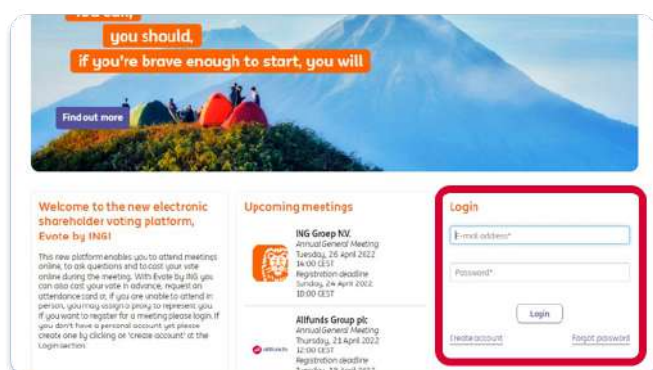 you should,
if you're brave enough to start, you will
Find out more
Welcome to the new electronic
shareholder voting platform,
Evote by ING!
This new platform enables you to attend meetings
online, to ask questions and to cast your vote
online during the meeting. With Evote by ING you
can also cast your vote in advance, request an
attendance card or, if you are unable to attend in
person, you may assign a proxy to represent you.
If you want to register for a meeting please login. If
you don't have a personal account yet please
create one by clicking on 'create account' at the
Login section.
Upcoming meetings
ING Groep N.V.
Annual General Meeting
Tuesday, 26 April 2022
14:00 CEST
Registration deadline
Sunday, 24 April 2022
10:00 CEST
Allfunds Group plc
Annual General Meeting
Thursday, 21 April 2022
12:00 CEST
Registration deadline
Login
E-mail address*
Password*
Login
Create account
Forgot password